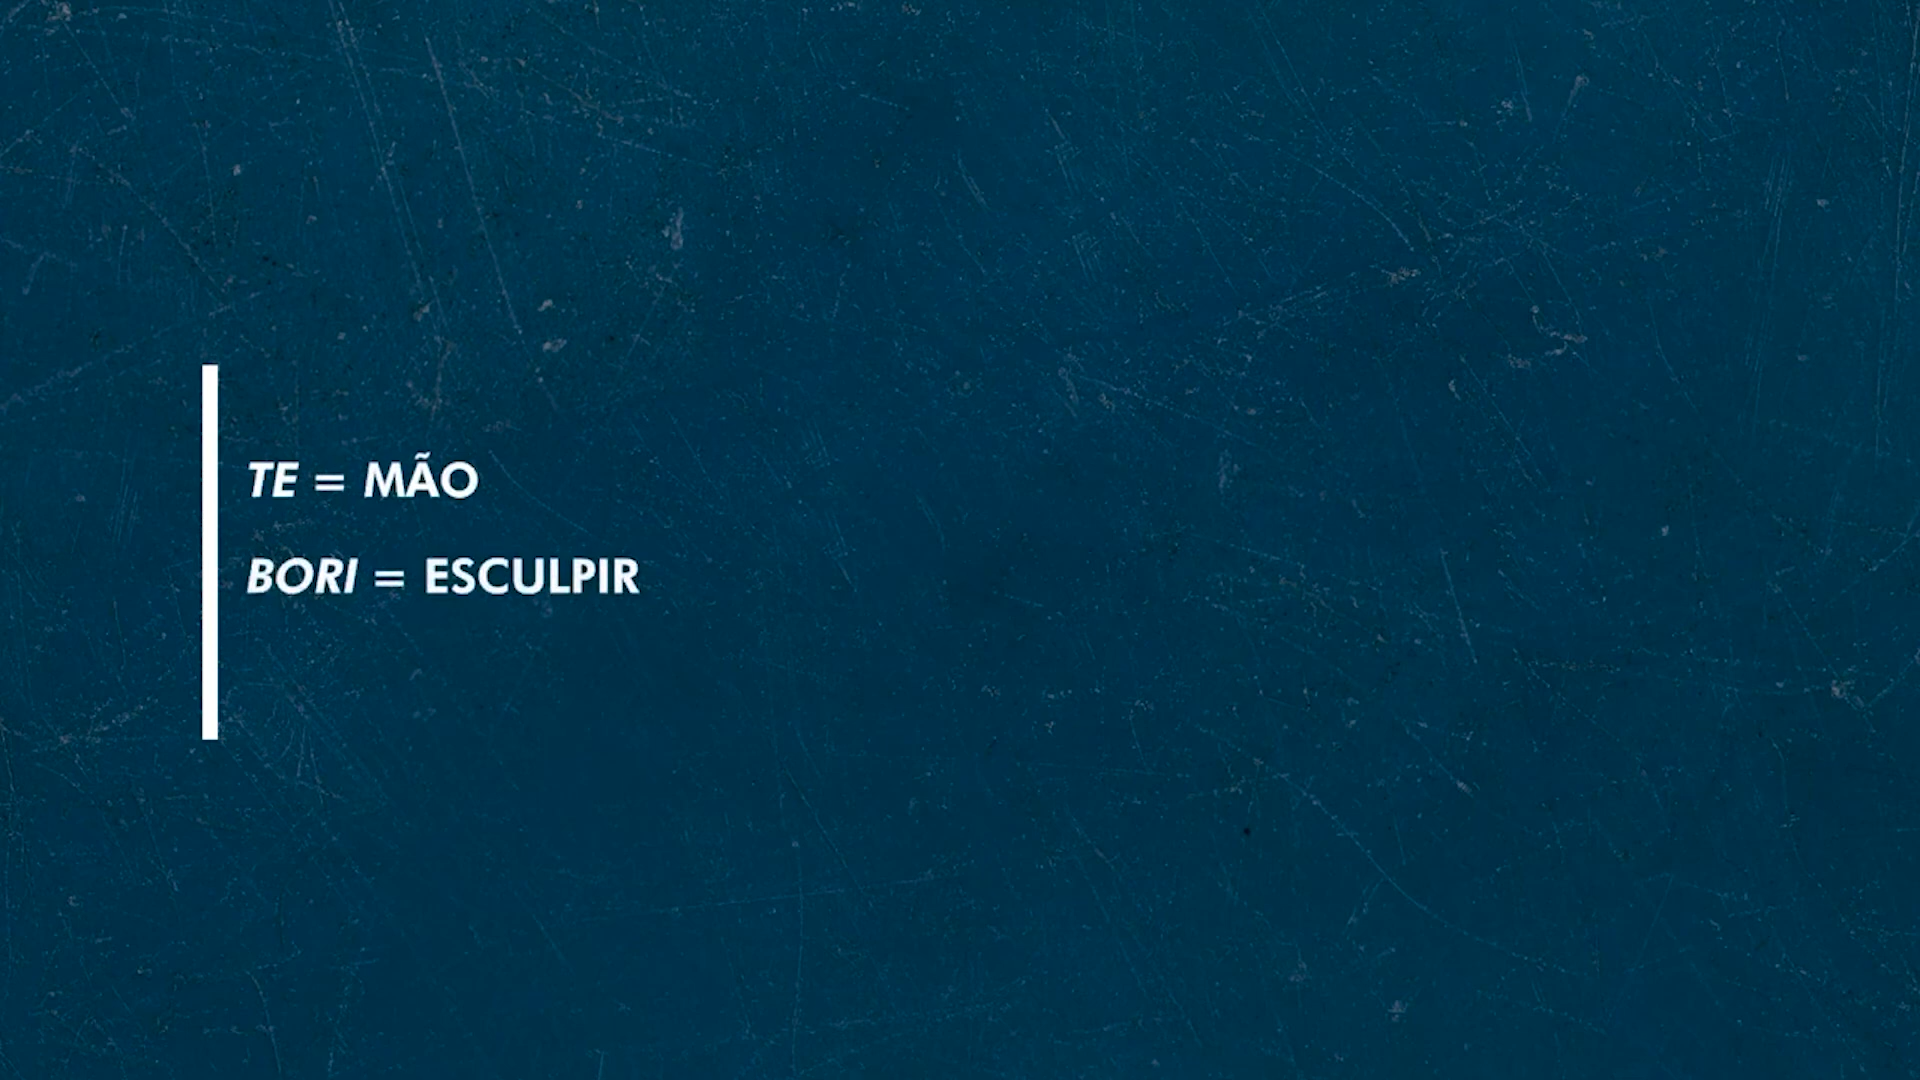 TE = MÃO
BORI = ESCULPIR